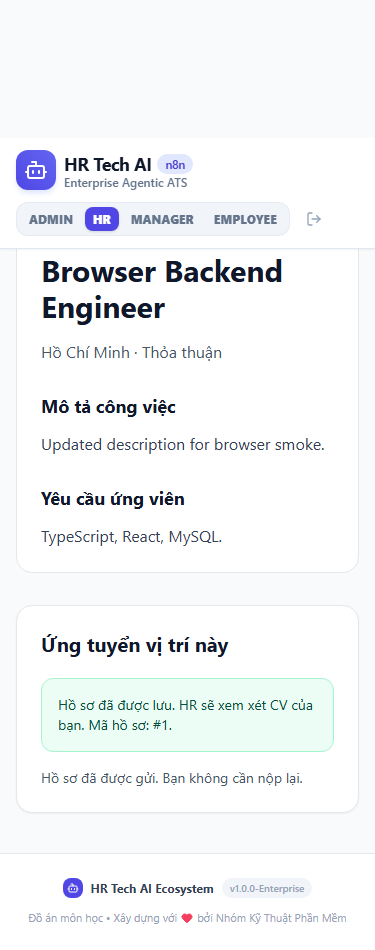 HR Tech AI n8n
Enterprise Agentic ATS
ADMIN HR MANAGER EMPLOYEE
Browser Backend
Engineer
Hồ Chí Minh · Thỏa thuận
Mô tả công việc
Updated description for browser smoke.
Yêu cầu ứng viên
TypeScript, React, MySQL.
Ứng tuyển vị trí này
Hồ sơ đã được lưu. HR sẽ xem xét CV của
bạn. Mã hồ sơ: #1.
Hồ sơ đã được gửi. Bạn không cần nộp lại.
HR Tech AI Ecosystem v1.0.0-Enterprise
Đồ án môn học • Xây dựng với ❤️ bởi Nhóm Kỹ Thuật Phần Mềm